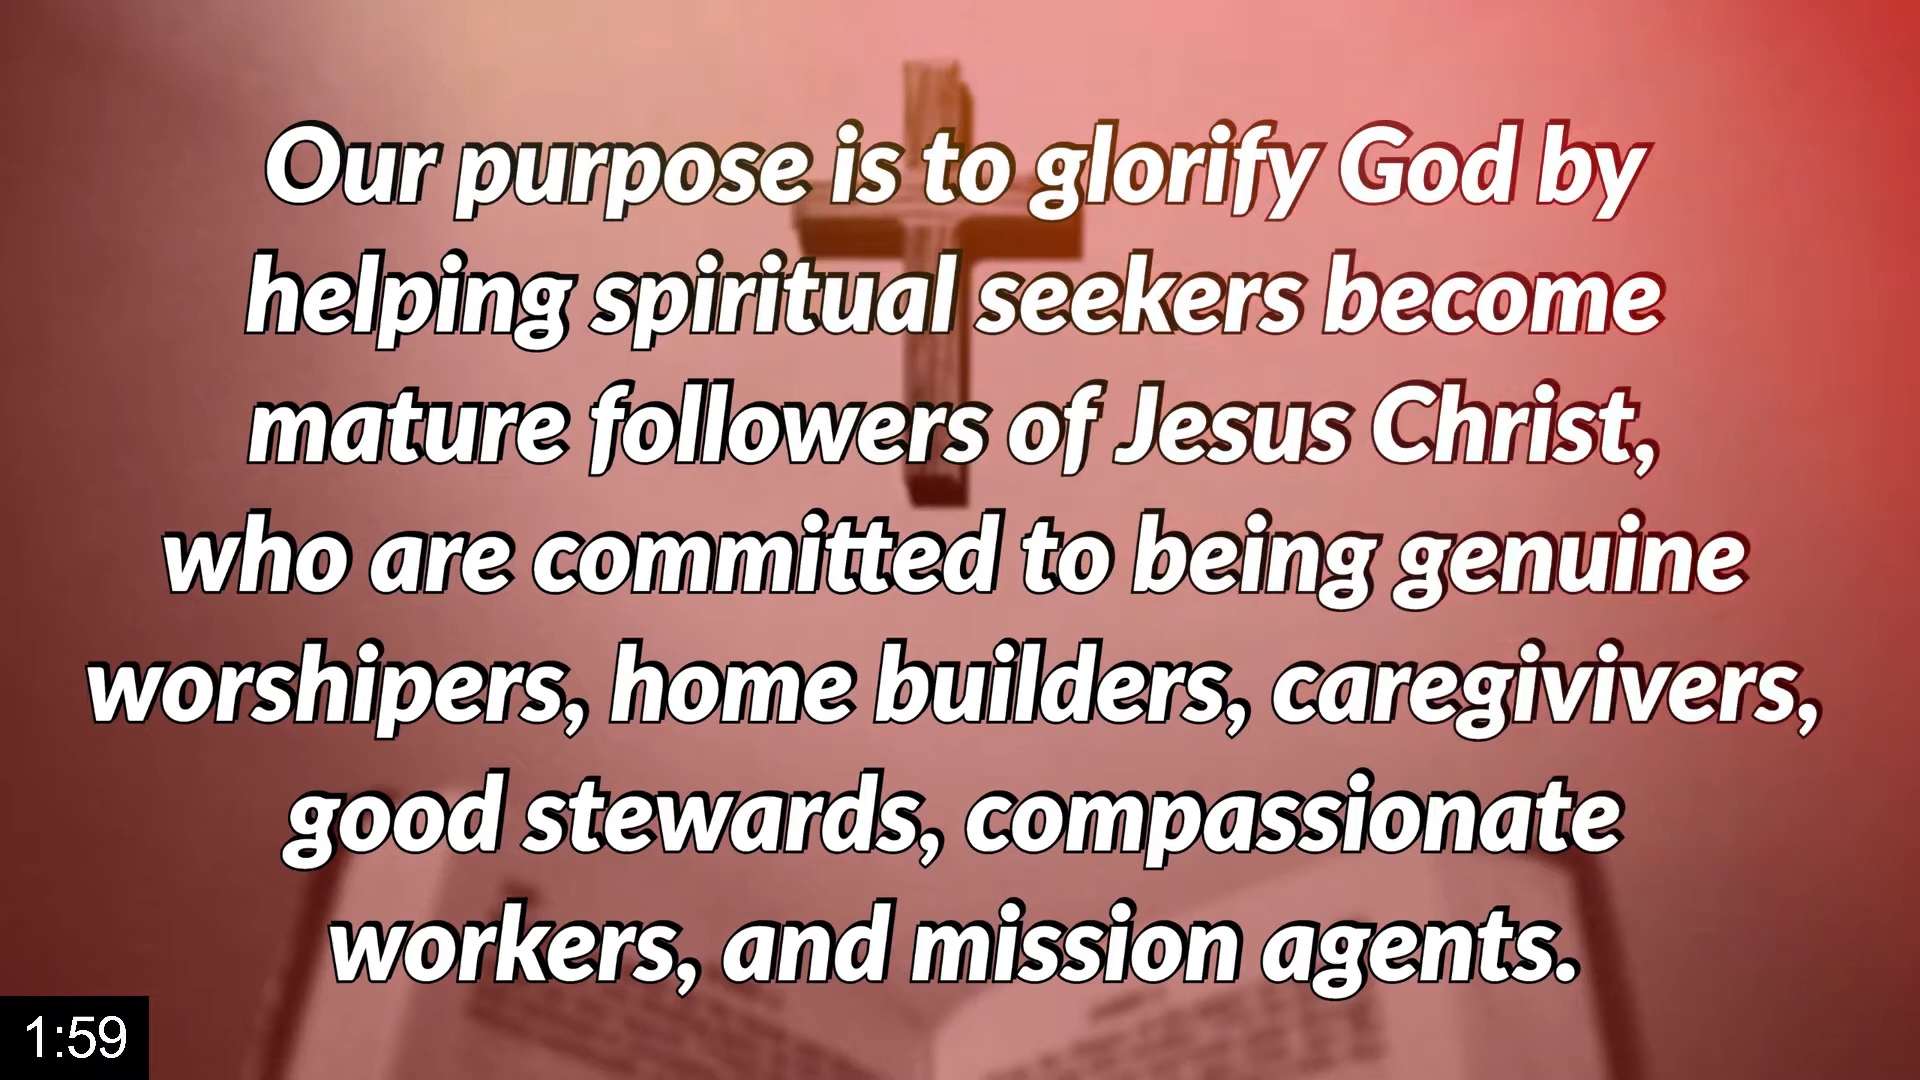 Our purpose is to glorify God by
helping spiritual seekers become
mature followers of Jesus Christ,
who are committed to being genuine
worshipers, home builders, caregivivers,
good stewards, compassionate
workers, and mission agents.
1:59